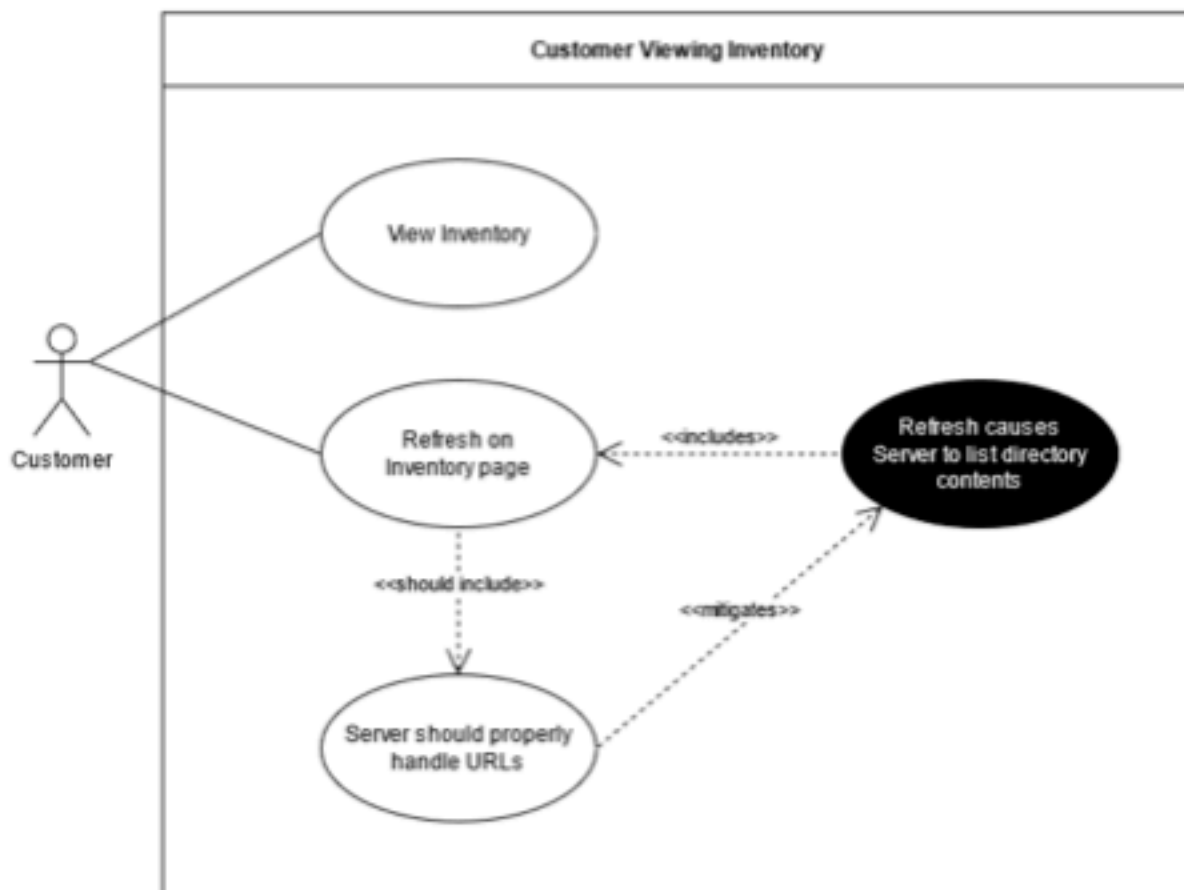 Customer Viewing Inventory
View Inventory
Customer
Refresh on
Inventory page
<<includes>>
Refresh causes
Server to list directory
contents
<<should include>>
<<mitigates>>
Server should properly
handle URLs